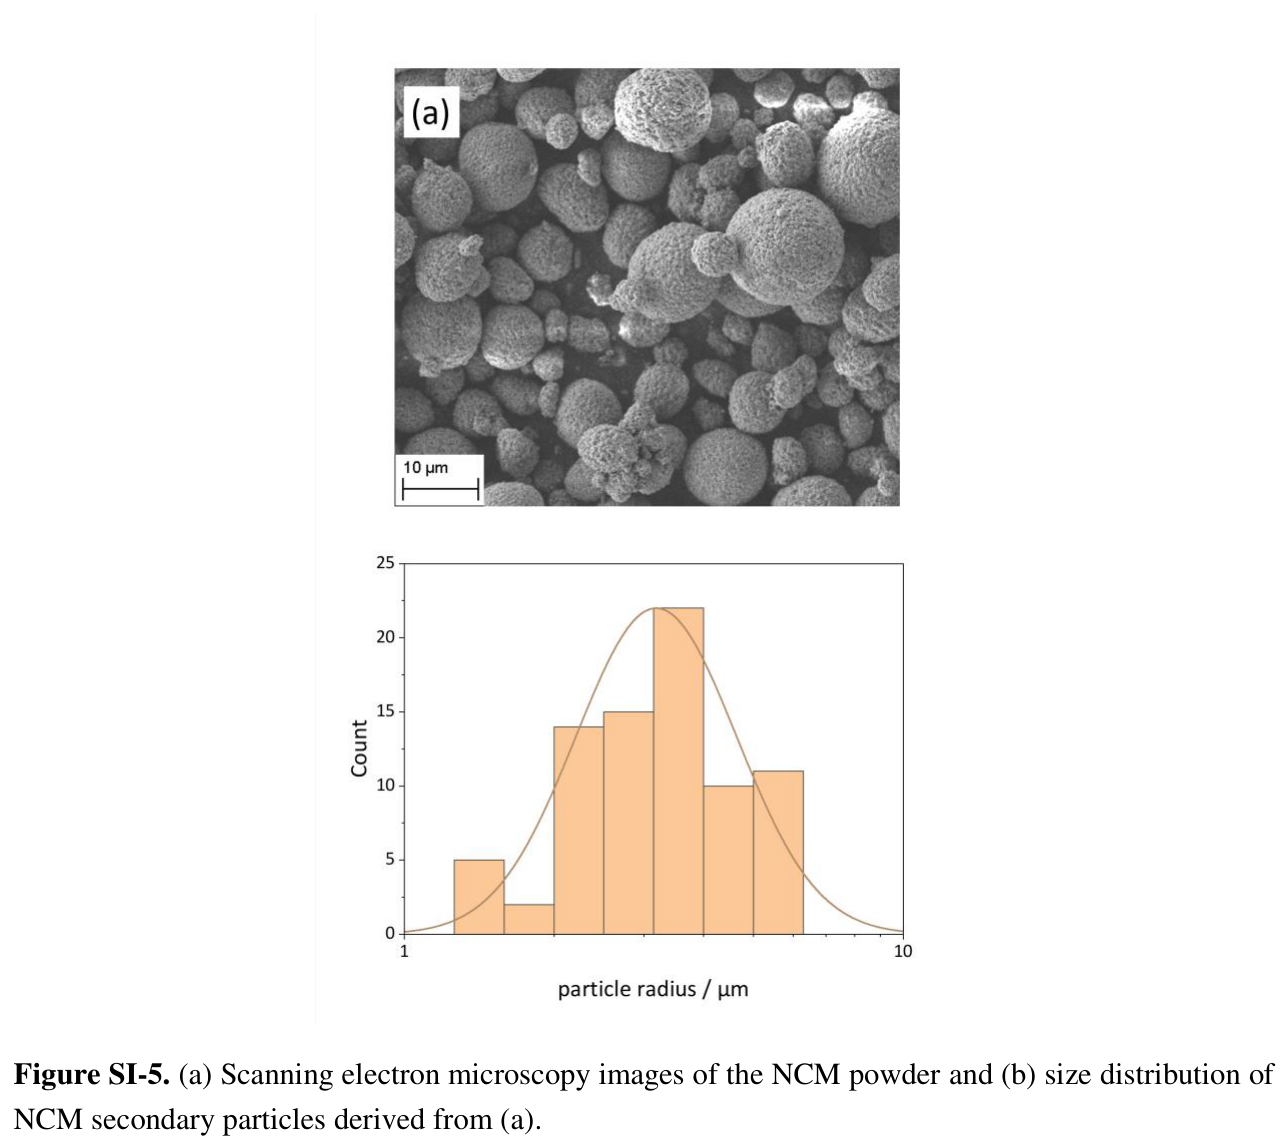 (a)
10 µm
25
20
15
10
5
0
Count
1
10
particle radius / µm
Figure SI-5. (a) Scanning electron microscopy images of the NCM powder and (b) size distribution of
NCM secondary particles derived from (a).